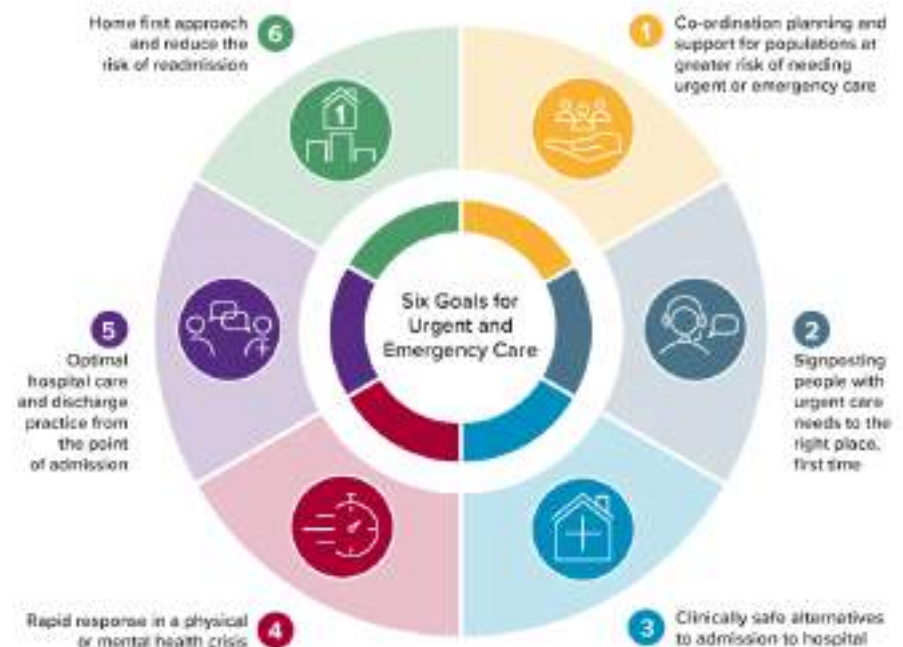 1
Co-ordination planning and
support for populations at
greater risk of needing
urgent or emergency care
2
Signposting
people with
urgent care
needs to the
right place,
first time
3
Clinically safe alternatives
to admission to hospital
4
Rapid response in a physical
or mental health crisis
5
Optimal
hospital care
and discharge
practice from
the point
of admission
6
Home first approach
and reduce the
risk of readmission
1
Six Goals for
Urgent and
Emergency Care